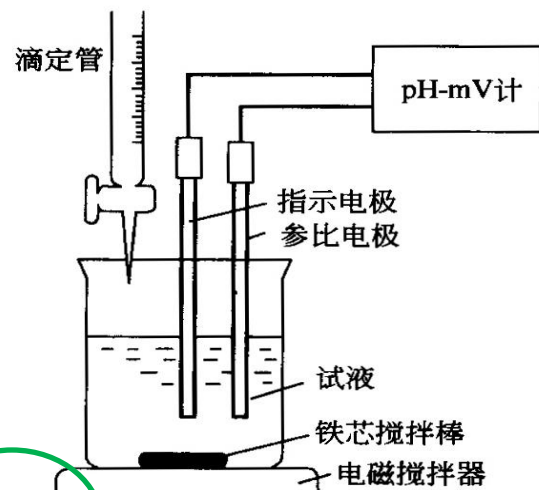 滴定管
pH-mV计
指示电极
参比电极
试液
铁芯搅拌棒
电磁搅拌器